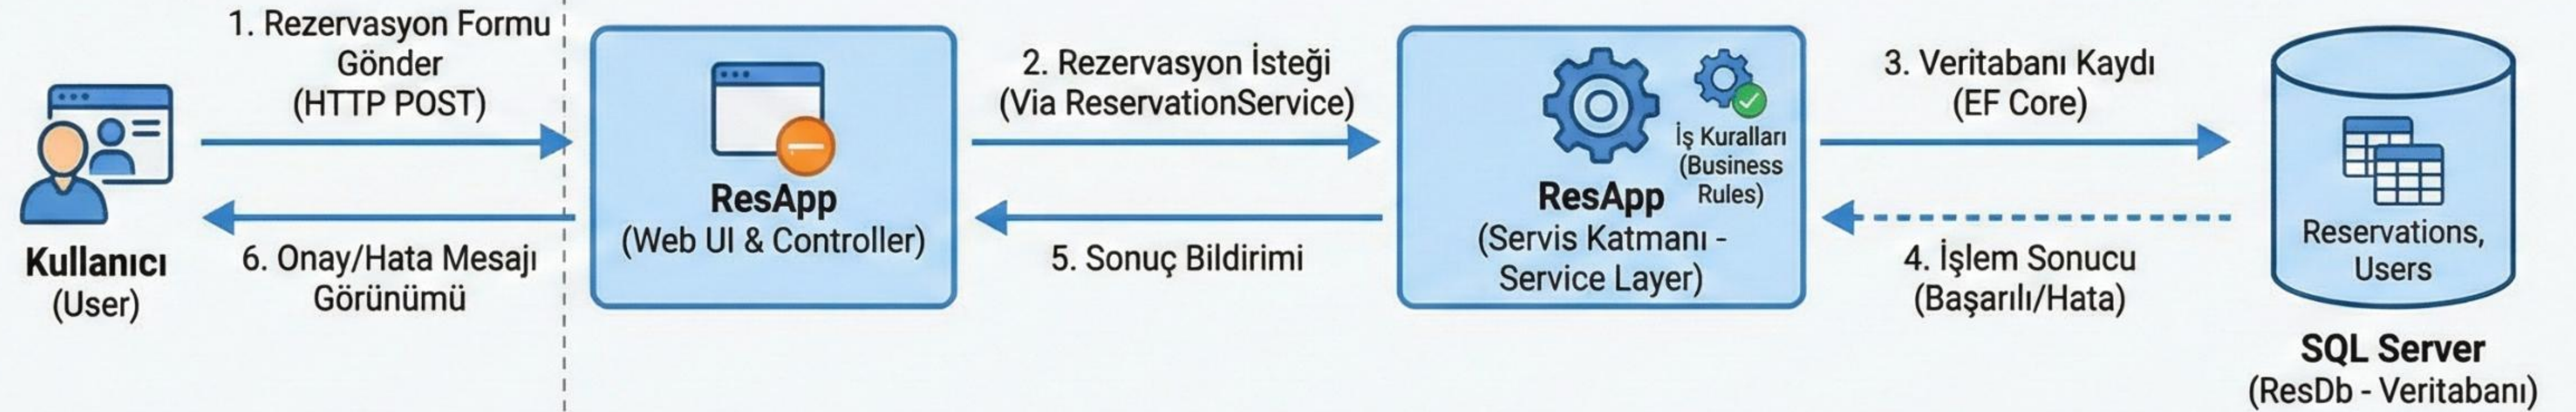 1. Rezervasyon Formu
Gönder
(HTTP POST)
Kullanıcı
(User)
6. Onay/Hata Mesajı
Görünümü
ResApp
(Web UI & Controller)
2. Rezervasyon İsteği
(Via ReservationService)
5. Sonuç Bildirimi
İş Kuralları
(Business
Rules)
ResApp
(Servis Katmanı -
Service Layer)
3. Veritabanı Kaydı
(EF Core)
4. İşlem Sonucu
(Başarılı/Hata)
Reservations,
Users
SQL Server
(ResDb - Veritabanı)